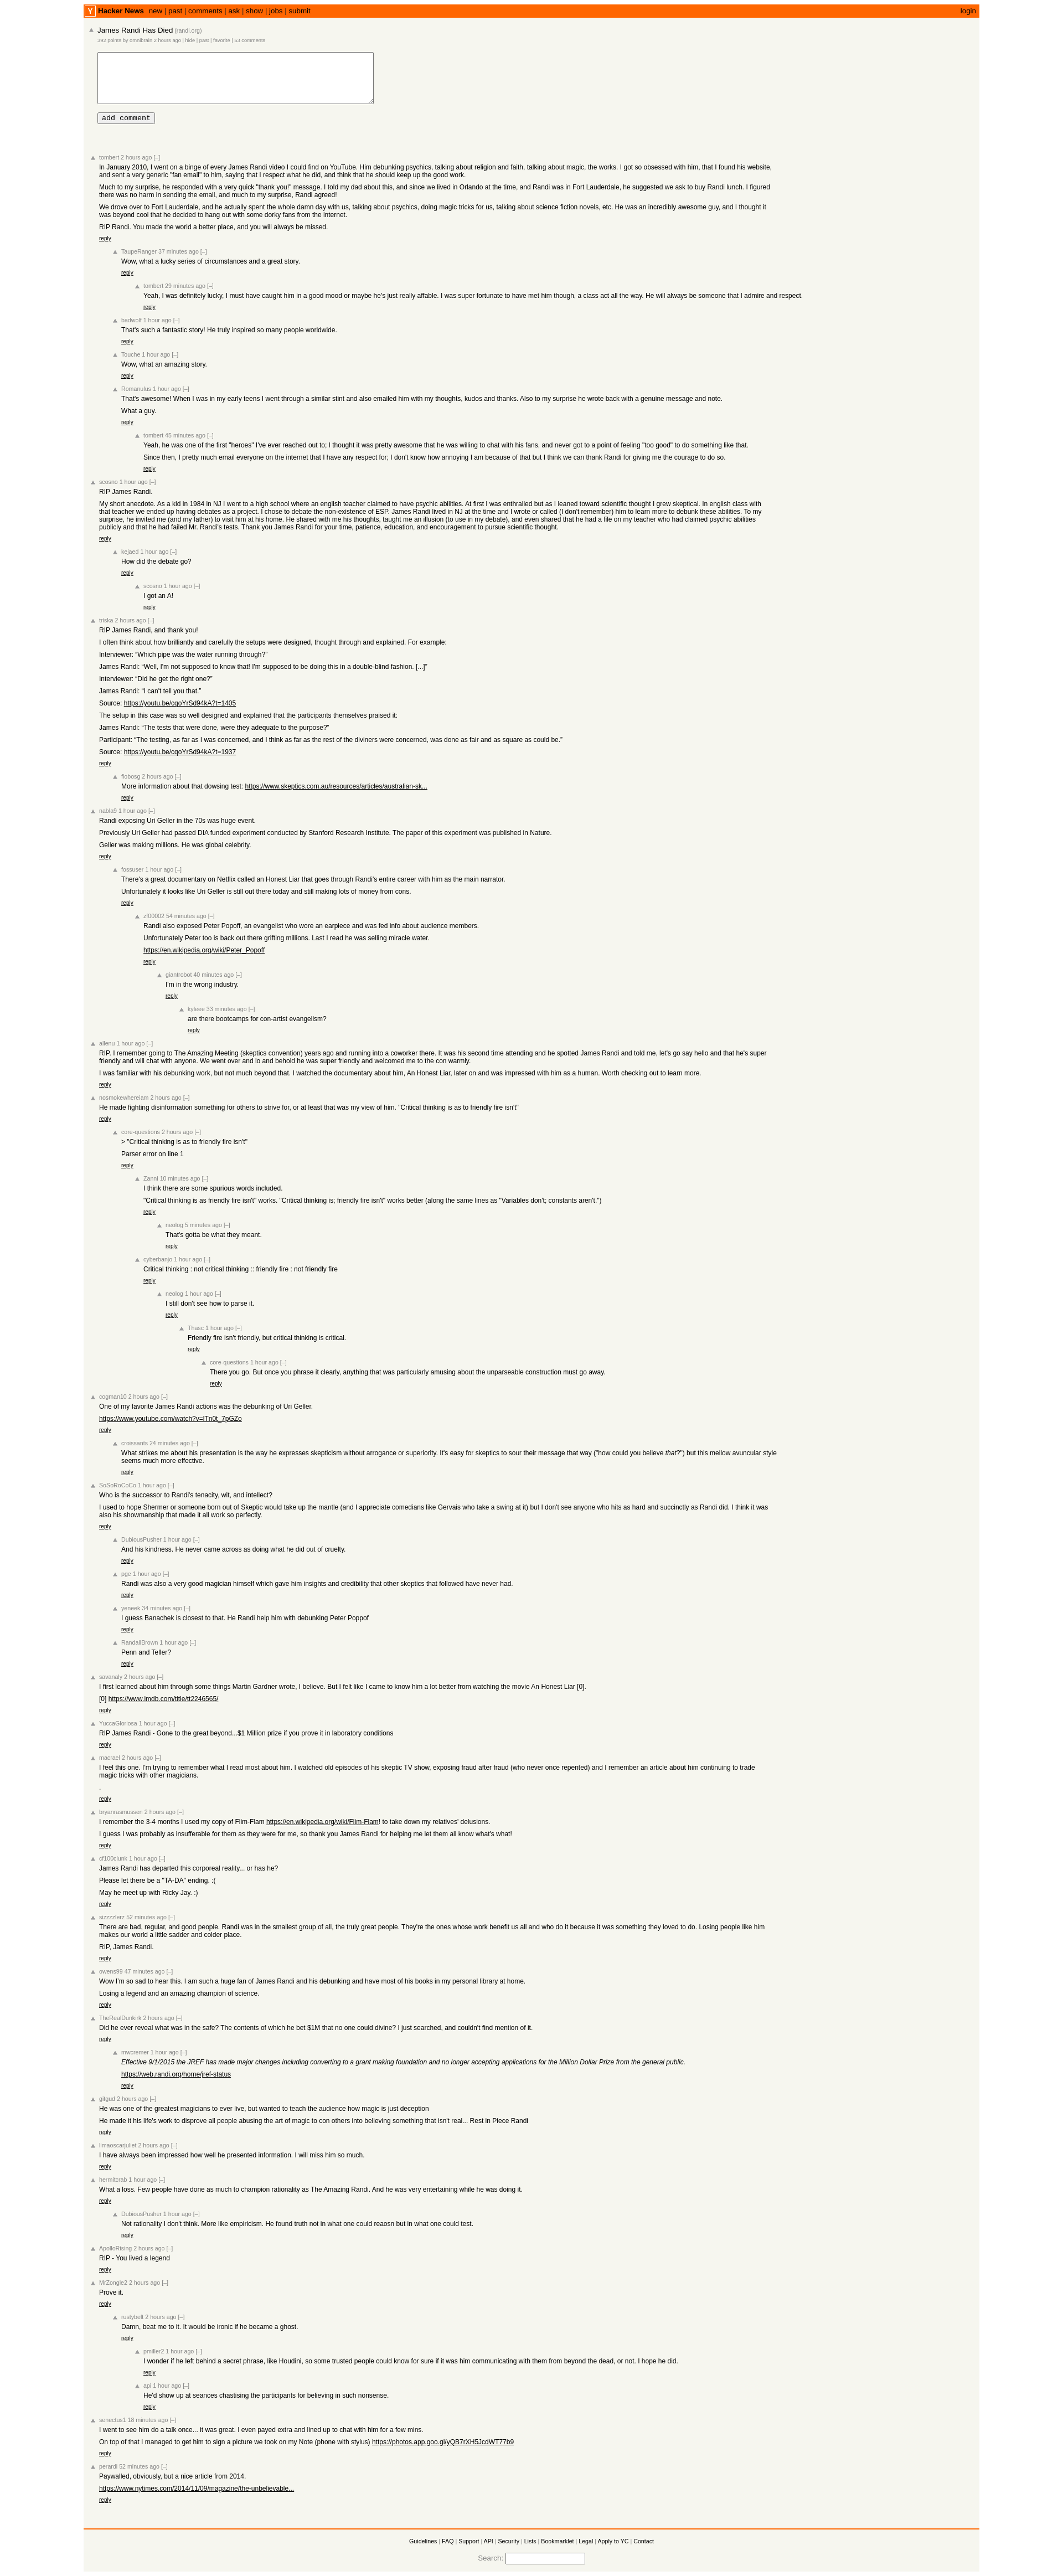 Y Hacker News new | past | comments | ask | show | jobs | submit login
James Randi Has Died (randi.org)
392 points by omnibrain 2 hours ago | hide | past | favorite | 53 comments
add comment
tombert 2 hours ago [–]
In January 2010, I went on a binge of every James Randi video I could find on YouTube. Him debunking psychics, talking about religion and faith, talking about magic, the works. I got so obsessed with him, that I found his website,
and sent a very generic "fan email" to him, saying that I respect what he did, and think that he should keep up the good work.
Much to my surprise, he responded with a very quick "thank you!" message. I told my dad about this, and since we lived in Orlando at the time, and Randi was in Fort Lauderdale, he suggested we ask to buy Randi lunch. I figured
there was no harm in sending the email, and much to my surprise, Randi agreed!
We drove over to Fort Lauderdale, and he actually spent the whole damn day with us, talking about psychics, doing magic tricks for us, talking about science fiction novels, etc. He was an incredibly awesome guy, and I thought it
was beyond cool that he decided to hang out with some dorky fans from the internet.
RIP Randi. You made the world a better place, and you will always be missed.
reply
TaupeRanger 37 minutes ago [–]
Wow, what a lucky series of circumstances and a great story.
reply
tombert 29 minutes ago [–]
Yeah, I was definitely lucky, I must have caught him in a good mood or maybe he's just really affable. I was super fortunate to have met him though, a class act all the way. He will always be someone that I admire and respect.
reply
badwolf 1 hour ago [–]
That's such a fantastic story! He truly inspired so many people worldwide.
reply
Touche 1 hour ago [–]
Wow, what an amazing story.
reply
Romanulus 1 hour ago [–]
That's awesome! When I was in my early teens I went through a similar stint and also emailed him with my thoughts, kudos and thanks. Also to my surprise he wrote back with a genuine message and note.
What a guy.
reply
tombert 45 minutes ago [–]
Yeah, he was one of the first "heroes" I've ever reached out to; I thought it was pretty awesome that he was willing to chat with his fans, and never got to a point of feeling "too good" to do something like that.
Since then, I pretty much email everyone on the internet that I have any respect for; I don't know how annoying I am because of that but I think we can thank Randi for giving me the courage to do so.
reply
scosno 1 hour ago [–]
RIP James Randi.
My short anecdote. As a kid in 1984 in NJ I went to a high school where an english teacher claimed to have psychic abilities. At first I was enthralled but as I leaned toward scientific thought I grew skeptical. In english class with
that teacher we ended up having debates as a project. I chose to debate the non-existence of ESP. James Randi lived in NJ at the time and I wrote or called (I don't remember) him to learn more to debunk these abilities. To my
surprise, he invited me (and my father) to visit him at his home. He shared with me his thoughts, taught me an illusion (to use in my debate), and even shared that he had a file on my teacher who had claimed psychic abilities
publicly and that he had failed Mr. Randi's tests. Thank you James Randi for your time, patience, education, and encouragement to pursue scientific thought.
reply
kejaed 1 hour ago [–]
How did the debate go?
reply
scosno 1 hour ago [–]
I got an A!
reply
triska 2 hours ago [–]
RIP James Randi, and thank you!
I often think about how brilliantly and carefully the setups were designed, thought through and explained. For example:
Interviewer: “Which pipe was the water running through?”
James Randi: “Well, I'm not supposed to know that! I'm supposed to be doing this in a double-blind fashion. [...]”
Interviewer: “Did he get the right one?”
James Randi: “I can't tell you that.”
Source: https://youtu.be/cqoYrSd94kA?t=1405
The setup in this case was so well designed and explained that the participants themselves praised it:
James Randi: “The tests that were done, were they adequate to the purpose?”
Participant: “The testing, as far as I was concerned, and I think as far as the rest of the diviners were concerned, was done as fair and as square as could be.”
Source: https://youtu.be/cqoYrSd94kA?t=1937
reply
flobosg 2 hours ago [–]
More information about that dowsing test: https://www.skeptics.com.au/resources/articles/australian-sk...
reply
nabla9 1 hour ago [–]
Randi exposing Uri Geller in the 70s was huge event.
Previously Uri Geller had passed DIA funded experiment conducted by Stanford Research Institute. The paper of this experiment was published in Nature.
Geller was making millions. He was global celebrity.
reply
fossuser 1 hour ago [–]
There's a great documentary on Netflix called an Honest Liar that goes through Randi's entire career with him as the main narrator.
Unfortunately it looks like Uri Geller is still out there today and still making lots of money from cons.
reply
zf00002 54 minutes ago [–]
Randi also exposed Peter Popoff, an evangelist who wore an earpiece and was fed info about audience members.
Unfortunately Peter too is back out there grifting millions. Last I read he was selling miracle water.
https://en.wikipedia.org/wiki/Peter_Popoff
reply
giantrobot 40 minutes ago [–]
I'm in the wrong industry.
reply
kyleee 33 minutes ago [–]
are there bootcamps for con-artist evangelism?
reply
allenu 1 hour ago [–]
RIP. I remember going to The Amazing Meeting (skeptics convention) years ago and running into a coworker there. It was his second time attending and he spotted James Randi and told me, let's go say hello and that he's super
friendly and will chat with anyone. We went over and lo and behold he was super friendly and welcomed me to the con warmly.
I was familiar with his debunking work, but not much beyond that. I watched the documentary about him, An Honest Liar, later on and was impressed with him as a human. Worth checking out to learn more.
reply
nosmokewhereiam 2 hours ago [–]
He made fighting disinformation something for others to strive for, or at least that was my view of him. "Critical thinking is as to friendly fire isn't"
reply
core-questions 2 hours ago [–]
> "Critical thinking is as to friendly fire isn't"
Parser error on line 1
reply
Zanni 10 minutes ago [–]
I think there are some spurious words included.
"Critical thinking is as friendly fire isn't" works. "Critical thinking is; friendly fire isn't" works better (along the same lines as "Variables don't; constants aren't.")
reply
neolog 5 minutes ago [–]
That's gotta be what they meant.
reply
cyberbanjo 1 hour ago [–]
Critical thinking : not critical thinking :: friendly fire : not friendly fire
reply
neolog 1 hour ago [–]
I still don't see how to parse it.
reply
Thasc 1 hour ago [–]
Friendly fire isn't friendly, but critical thinking is critical.
reply
core-questions 1 hour ago [–]
There you go. But once you phrase it clearly, anything that was particularly amusing about the unparseable construction must go away.
reply
cogman10 2 hours ago [–]
One of my favorite James Randi actions was the debunking of Uri Geller.
https://www.youtube.com/watch?v=lTn0t_7pGZo
reply
croissants 24 minutes ago [–]
What strikes me about his presentation is the way he expresses skepticism without arrogance or superiority. It's easy for skeptics to sour their message that way ("how could you believe that?") but this mellow avuncular style
seems much more effective.
reply
SoSoRoCoCo 1 hour ago [–]
Who is the successor to Randi's tenacity, wit, and intellect?
I used to hope Shermer or someone born out of Skeptic would take up the mantle (and I appreciate comedians like Gervais who take a swing at it) but I don't see anyone who hits as hard and succinctly as Randi did. I think it was
also his showmanship that made it all work so perfectly.
reply
DubiousPusher 1 hour ago [–]
And his kindness. He never came across as doing what he did out of cruelty.
reply
pge 1 hour ago [–]
Randi was also a very good magician himself which gave him insights and credibility that other skeptics that followed have never had.
reply
yeneek 34 minutes ago [–]
I guess Banachek is closest to that. He Randi help him with debunking Peter Poppof
reply
RandallBrown 1 hour ago [–]
Penn and Teller?
reply
savanaly 2 hours ago [–]
I first learned about him through some things Martin Gardner wrote, I believe. But I felt like I came to know him a lot better from watching the movie An Honest Liar [0].
[0] https://www.imdb.com/title/tt2246565/
reply
YuccaGloriosa 1 hour ago [–]
RIP James Randi - Gone to the great beyond...$1 Million prize if you prove it in laboratory conditions
reply
macrael 2 hours ago [–]
I feel this one. I'm trying to remember what I read most about him. I watched old episodes of his skeptic TV show, exposing fraud after fraud (who never once repented) and I remember an article about him continuing to trade
magic tricks with other magicians.
.
reply
bryanrasmussen 2 hours ago [–]
I remember the 3-4 months I used my copy of Flim-Flam https://en.wikipedia.org/wiki/Flim-Flam! to take down my relatives' delusions.
I guess I was probably as insufferable for them as they were for me, so thank you James Randi for helping me let them all know what's what!
reply
cf100clunk 1 hour ago [–]
James Randi has departed this corporeal reality... or has he?
Please let there be a "TA-DA" ending. :(
May he meet up with Ricky Jay. :)
reply
sizzzzlerz 52 minutes ago [–]
There are bad, regular, and good people. Randi was in the smallest group of all, the truly great people. They're the ones whose work benefit us all and who do it because it was something they loved to do. Losing people like him
makes our world a little sadder and colder place.
RIP, James Randi.
reply
owens99 47 minutes ago [–]
Wow I'm so sad to hear this. I am such a huge fan of James Randi and his debunking and have most of his books in my personal library at home.
Losing a legend and an amazing champion of science.
reply
TheRealDunkirk 2 hours ago [–]
Did he ever reveal what was in the safe? The contents of which he bet $1M that no one could divine? I just searched, and couldn't find mention of it.
reply
mwcremer 1 hour ago [–]
Effective 9/1/2015 the JREF has made major changes including converting to a grant making foundation and no longer accepting applications for the Million Dollar Prize from the general public.
https://web.randi.org/home/jref-status
reply
gitgud 2 hours ago [–]
He was one of the greatest magicians to ever live, but wanted to teach the audience how magic is just deception
He made it his life's work to disprove all people abusing the art of magic to con others into believing something that isn't real... Rest in Piece Randi
reply
limaoscarjuliet 2 hours ago [–]
I have always been impressed how well he presented information. I will miss him so much.
reply
hermitcrab 1 hour ago [–]
What a loss. Few people have done as much to champion rationality as The Amazing Randi. And he was very entertaining while he was doing it.
reply
DubiousPusher 1 hour ago [–]
Not rationality I don't think. More like empiricism. He found truth not in what one could reaosn but in what one could test.
reply
ApolloRising 2 hours ago [–]
RIP - You lived a legend
reply
MrZongle2 2 hours ago [–]
Prove it.
reply
rustybelt 2 hours ago [–]
Damn, beat me to it. It would be ironic if he became a ghost.
reply
pmiller2 1 hour ago [–]
I wonder if he left behind a secret phrase, like Houdini, so some trusted people could know for sure if it was him communicating with them from beyond the dead, or not. I hope he did.
reply
api 1 hour ago [–]
He'd show up at seances chastising the participants for believing in such nonsense.
reply
senectus1 18 minutes ago [–]
I went to see him do a talk once... it was great. I even payed extra and lined up to chat with him for a few mins.
On top of that I managed to get him to sign a picture we took on my Note (phone with stylus) https://photos.app.goo.gl/yQB7rXH5JcdWT77b9
reply
perardi 52 minutes ago [–]
Paywalled, obviously, but a nice article from 2014.
https://www.nytimes.com/2014/11/09/magazine/the-unbelievable...
reply
Guidelines | FAQ | Support | API | Security | Lists | Bookmarklet | Legal | Apply to YC | Contact
Search: